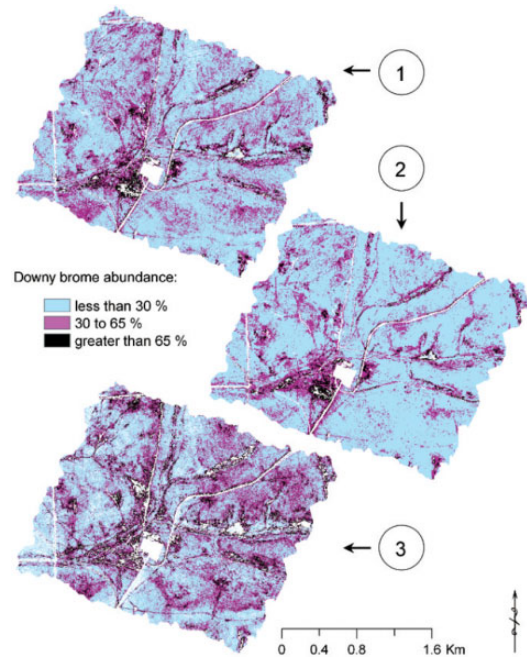 1
2
Downy brome abundance:
less than 30 %
30 to 65 %
greater than 65 %
3
0 0.4 0.8 1.6 Km